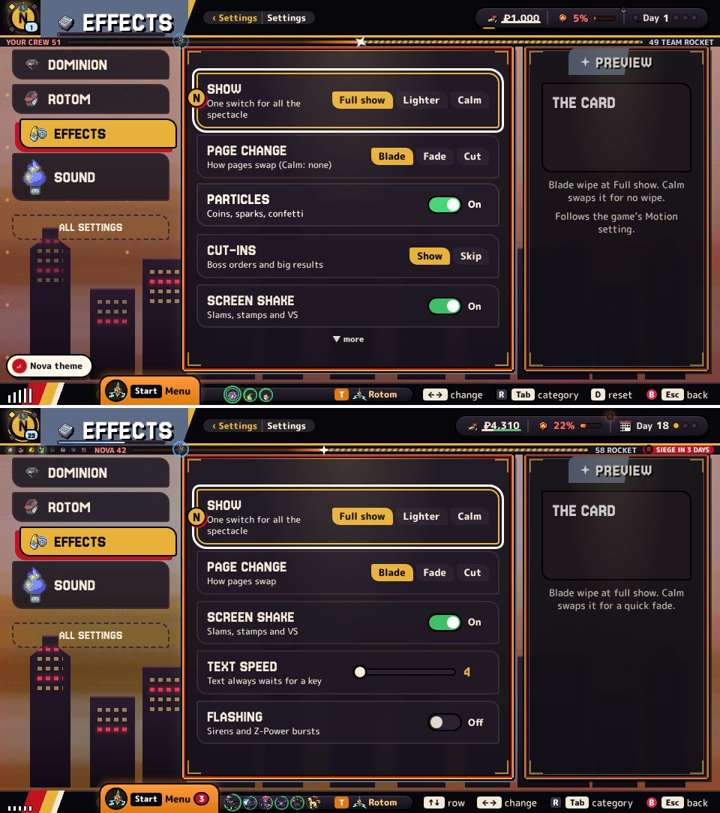 N
1
EFFECTS
‹ Settings Settings
₽1,000
5%
Day 1
YOUR CREW 51
49 TEAM ROCKET
DOMINION
ROTOM
EFFECTS
SOUND
ALL SETTINGS
N
SHOW
One switch for all the
spectacle
Full show Lighter Calm
PAGE CHANGE
How pages swap (Calm: none)
Blade Fade Cut
PARTICLES
Coins, sparks, confetti
On
CUT-INS
Boss orders and big results
Show Skip
SCREEN SHAKE
Slams, stamps and VS
On
▼ more
PREVIEW
THE CARD
Blade wipe at Full show. Calm
swaps it for no wipe.
Follows the game's Motion
setting.
Nova theme
Start Menu
T Rotom
←→ change
R Tab category
D reset
B Esc back
N
EFFECTS
‹ Settings Settings
₽4,310
22%
Day 18
NOVA 42
58 ROCKET
SIEGE IN 3 DAYS
DOMINION
ROTOM
EFFECTS
SOUND
ALL SETTINGS
N
SHOW
One switch for all the
spectacle
Full show Lighter Calm
PAGE CHANGE
How pages swap
Blade Fade Cut
SCREEN SHAKE
Slams, stamps and VS
On
TEXT SPEED
Text always waits for a key
4
FLASHING
Sirens and Z-Power bursts
Off
PREVIEW
THE CARD
Blade wipe at full show. Calm
swaps it for a quick fade.
Start Menu 3
T Rotom
↑↓ row
←→ change
R Tab category
B Esc back